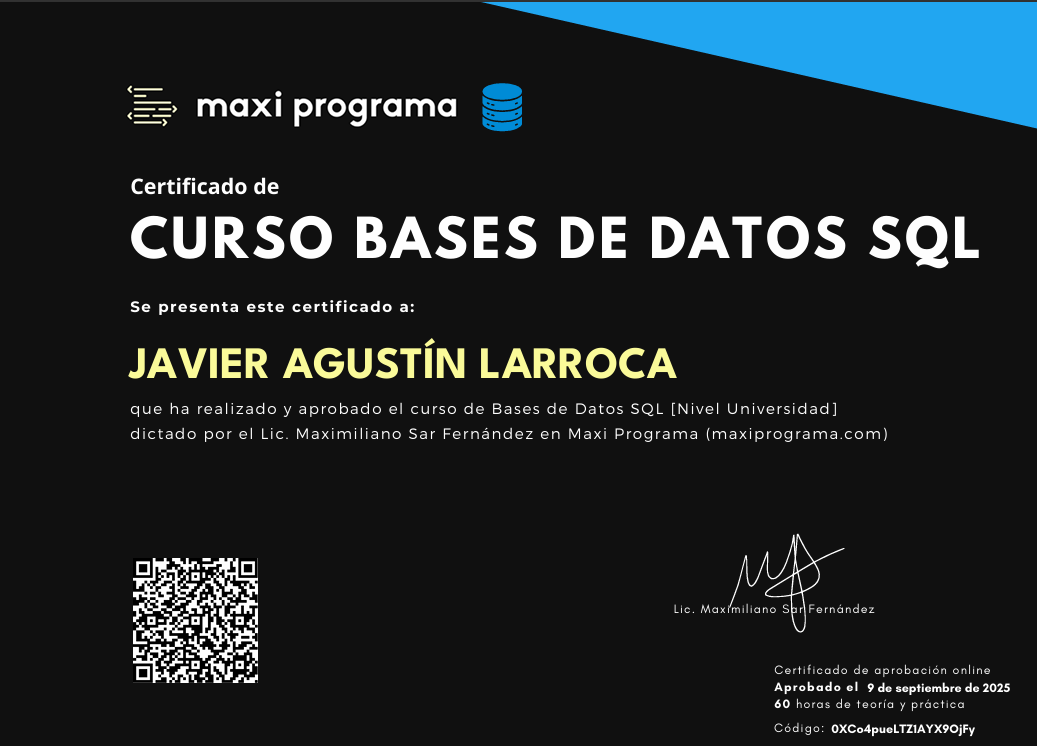 maxi programa
Certificado de
CURSO BASES DE DATOS SQL
Se presenta este certificado a:
JAVIER AGUSTÍN LARROCA
que ha realizado y aprobado el curso de Bases de Datos SQL [Nivel Universidad]
dictado por el Lic. Maximiliano Sar Fernández en Maxi Programa (maxiprograma.com)
Lic. Maximiliano Sar Fernández
Certificado de aprobación online
Aprobado el 9 de septiembre de 2025
60 horas de teoría y práctica
Código: 0XCo4pueLTZ1AYX9OjFy